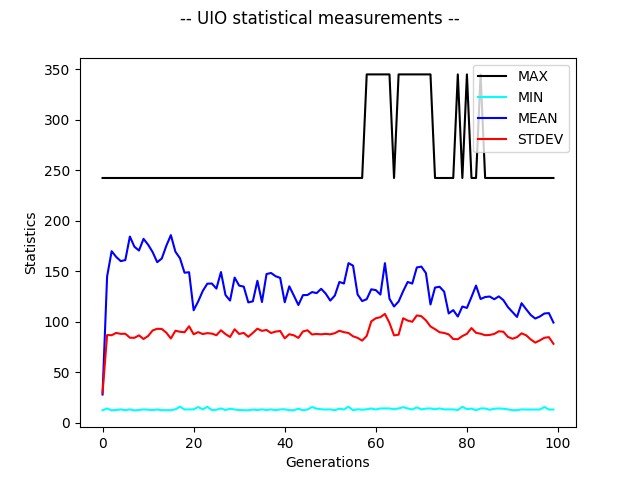 -- UIO statistical measurements --
350
300
250
200
150
100
50
0
Statistics
MAX
MIN
MEAN
STDEV
0 20 40 60 80 100
Generations